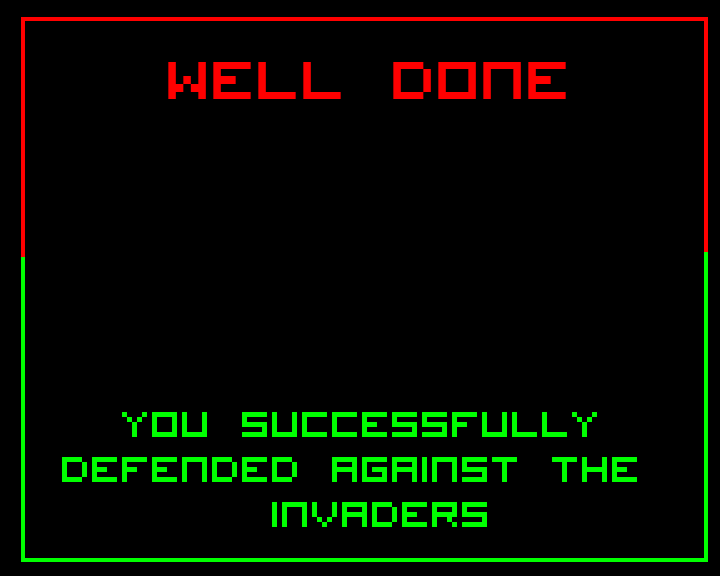 WELL DONE
YOU SUCCESSFULLY
DEFENDED AGAINST THE
INVADERS